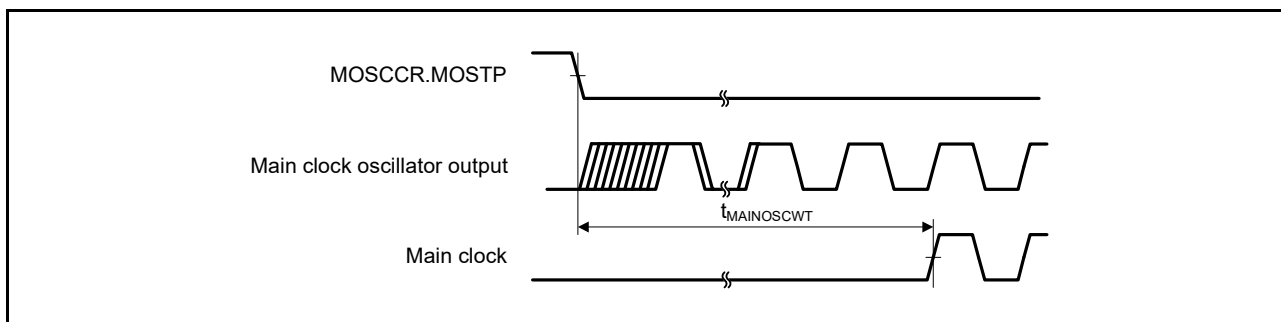 MOSCCR.MOSTP
Main clock oscillator output
tMAINOSCWT
Main clock